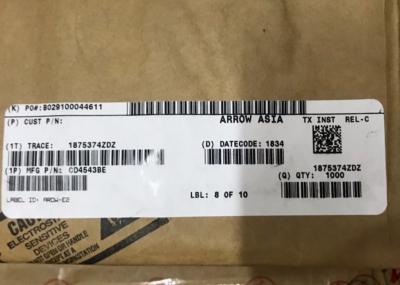 (K) PO#:B029100044611
(P) CUST P/N: ARROW ASIA TX INST REL-C
(1T) TRACE: 1875374ZDZ (D) DATECODE: 1834
1875374ZDZ
(1P) MFG P/N: CD4543BE (Q) QTY: 1000
LBL: 8 OF 10
LABEL ID: ARROW-E2
ELECTROSTATIC
SENSITIVE
DEVICES